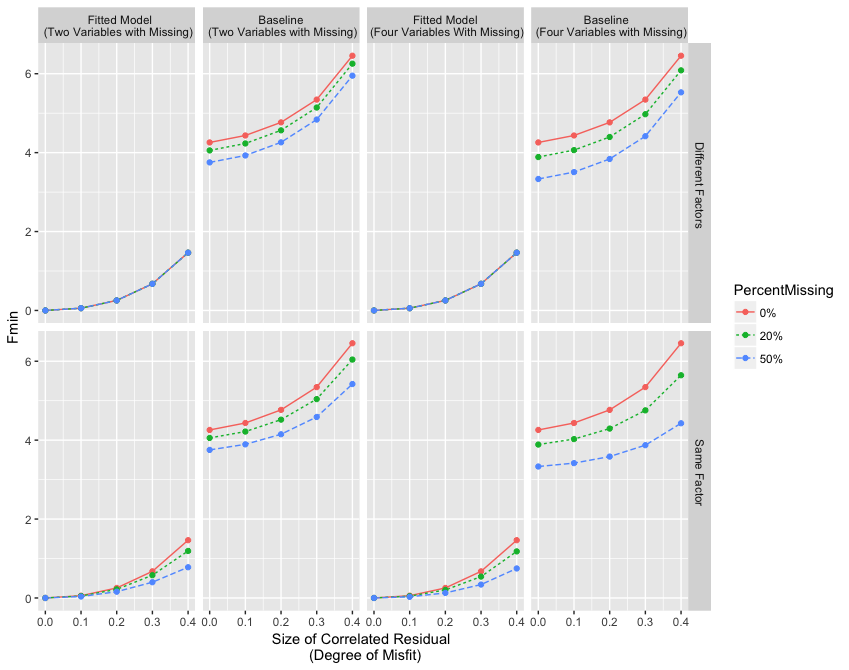 Fitted Model
(Two Variables with Missing)
Baseline
(Two Variables with Missing)
Fitted Model
(Four Variables With Missing)
Baseline
(Four Variables with Missing)
6
4
2
0
Different Factors
6
4
2
0
Same Factor
Fmin
0.0 0.1 0.2 0.3 0.4
0.0 0.1 0.2 0.3 0.4
0.0 0.1 0.2 0.3 0.4
0.0 0.1 0.2 0.3 0.4
Size of Correlated Residual
(Degree of Misfit)
PercentMissing
0%
20%
50%